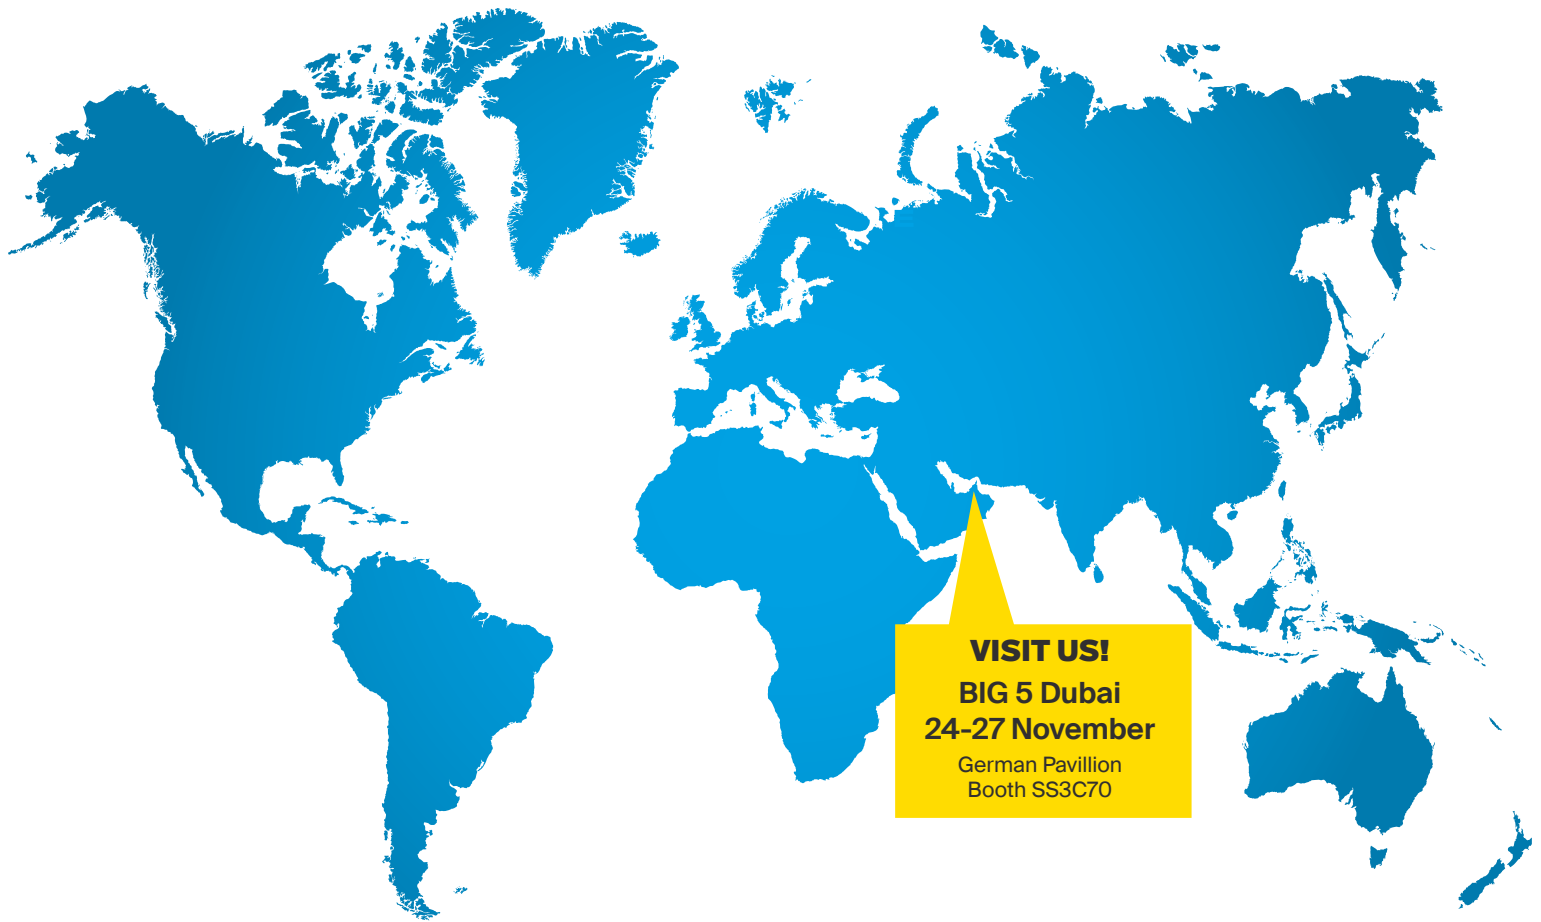 VISIT US!
BIG 5 Dubai
24-27 November
German Pavillion
Booth SS3C70